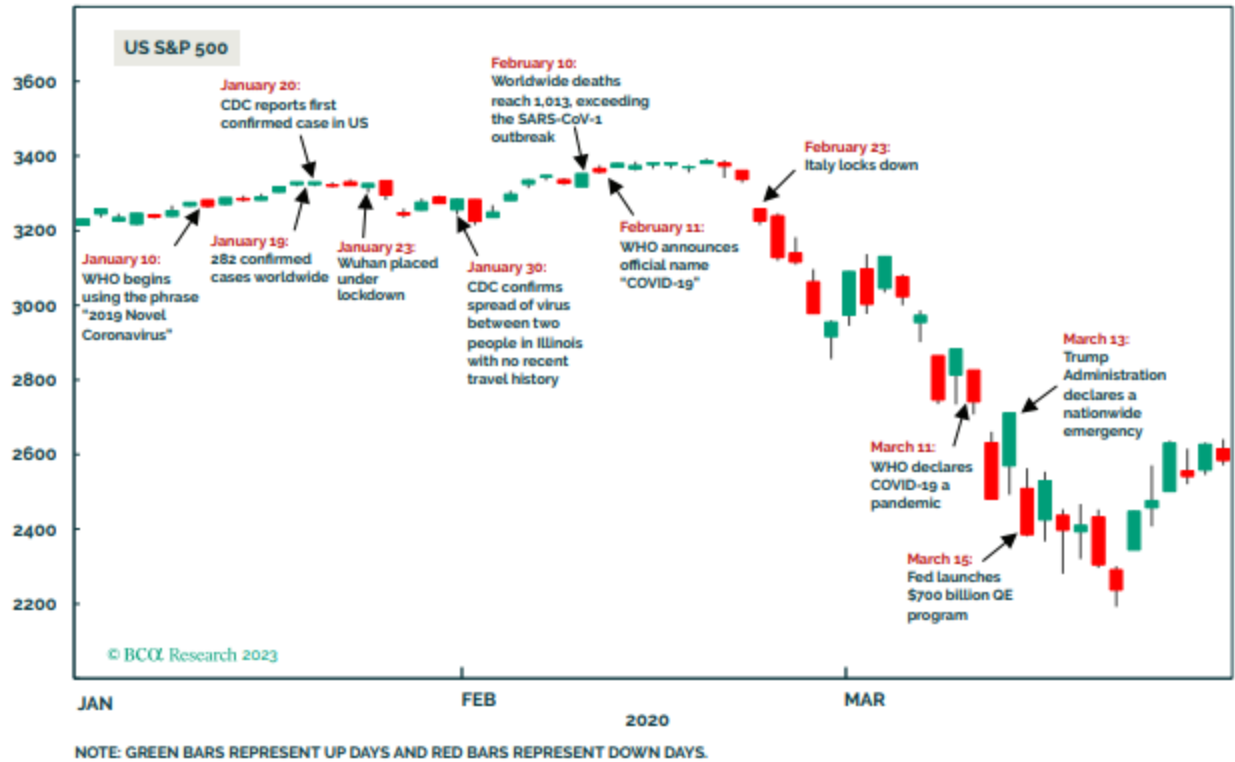 US S&P 500
3600
3400
3200
3000
2800
2600
2400
2200
January 20:
CDC reports first
confirmed case in US
February 10:
Worldwide deaths
reach 1,013, exceeding
the SARS-CoV-1
outbreak
February 23:
Italy locks down
January 10:
WHO begins
using the phrase
"2019 Novel
Coronavirus"
January 19:
282 confirmed
cases worldwide
January 23:
Wuhan placed
under
lockdown
January 30:
CDC confirms
spread of virus
between two
people in Illinois
with no recent
travel history
February 11:
WHO announces
official name
"COVID-19"
March 13:
Trump
Administration
declares a
nationwide
emergency
March 11:
WHO declares
COVID-19 a
pandemic
March 15:
Fed launches
$700 billion QE
program
© BCα Research 2023
JAN
FEB
MAR
2020
NOTE: GREEN BARS REPRESENT UP DAYS AND RED BARS REPRESENT DOWN DAYS.